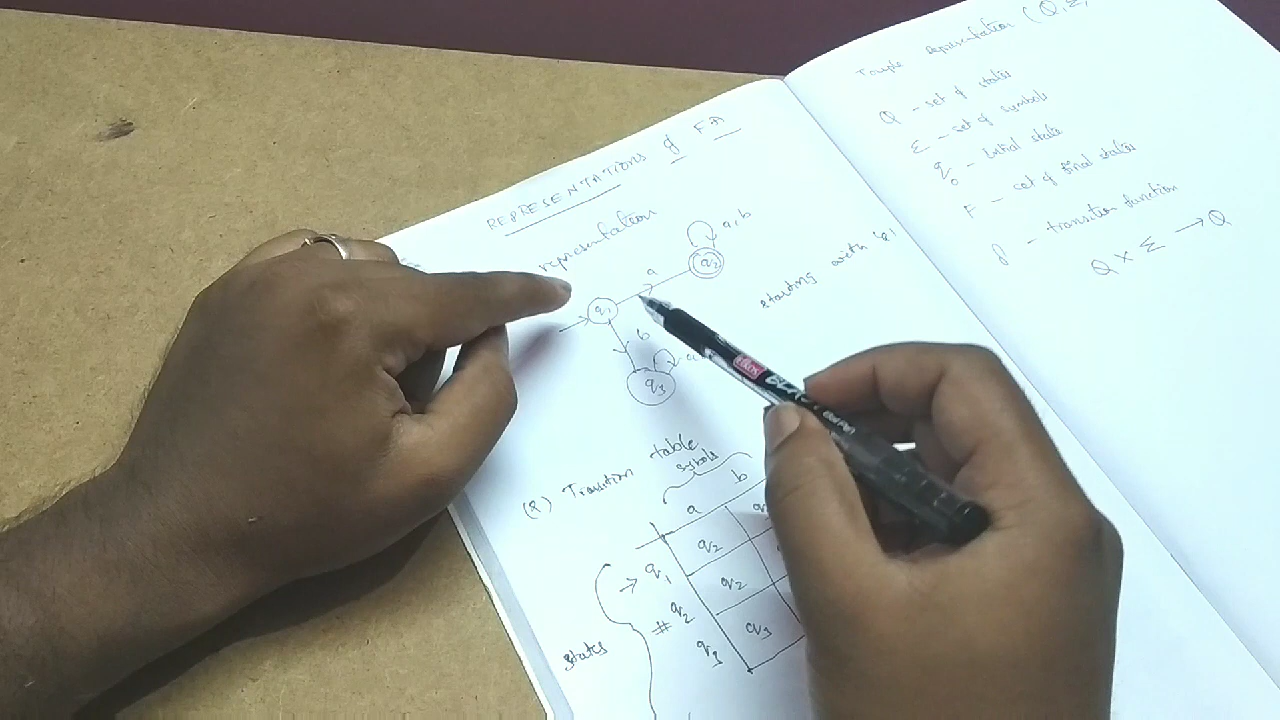 REPRESENTATIONS of FA
representation
a
q2
a, b
q1
starting with 'a'
b
q3
a
(2) Transition table
symbols
a b
→ q1 q2
# q2 q2
q3 q3
states
Touple representation (Q, Σ,
Q - set of states
Σ - set of symbols
q0 - Initial state
F - set of final states
δ - transition function
Q × Σ → Q